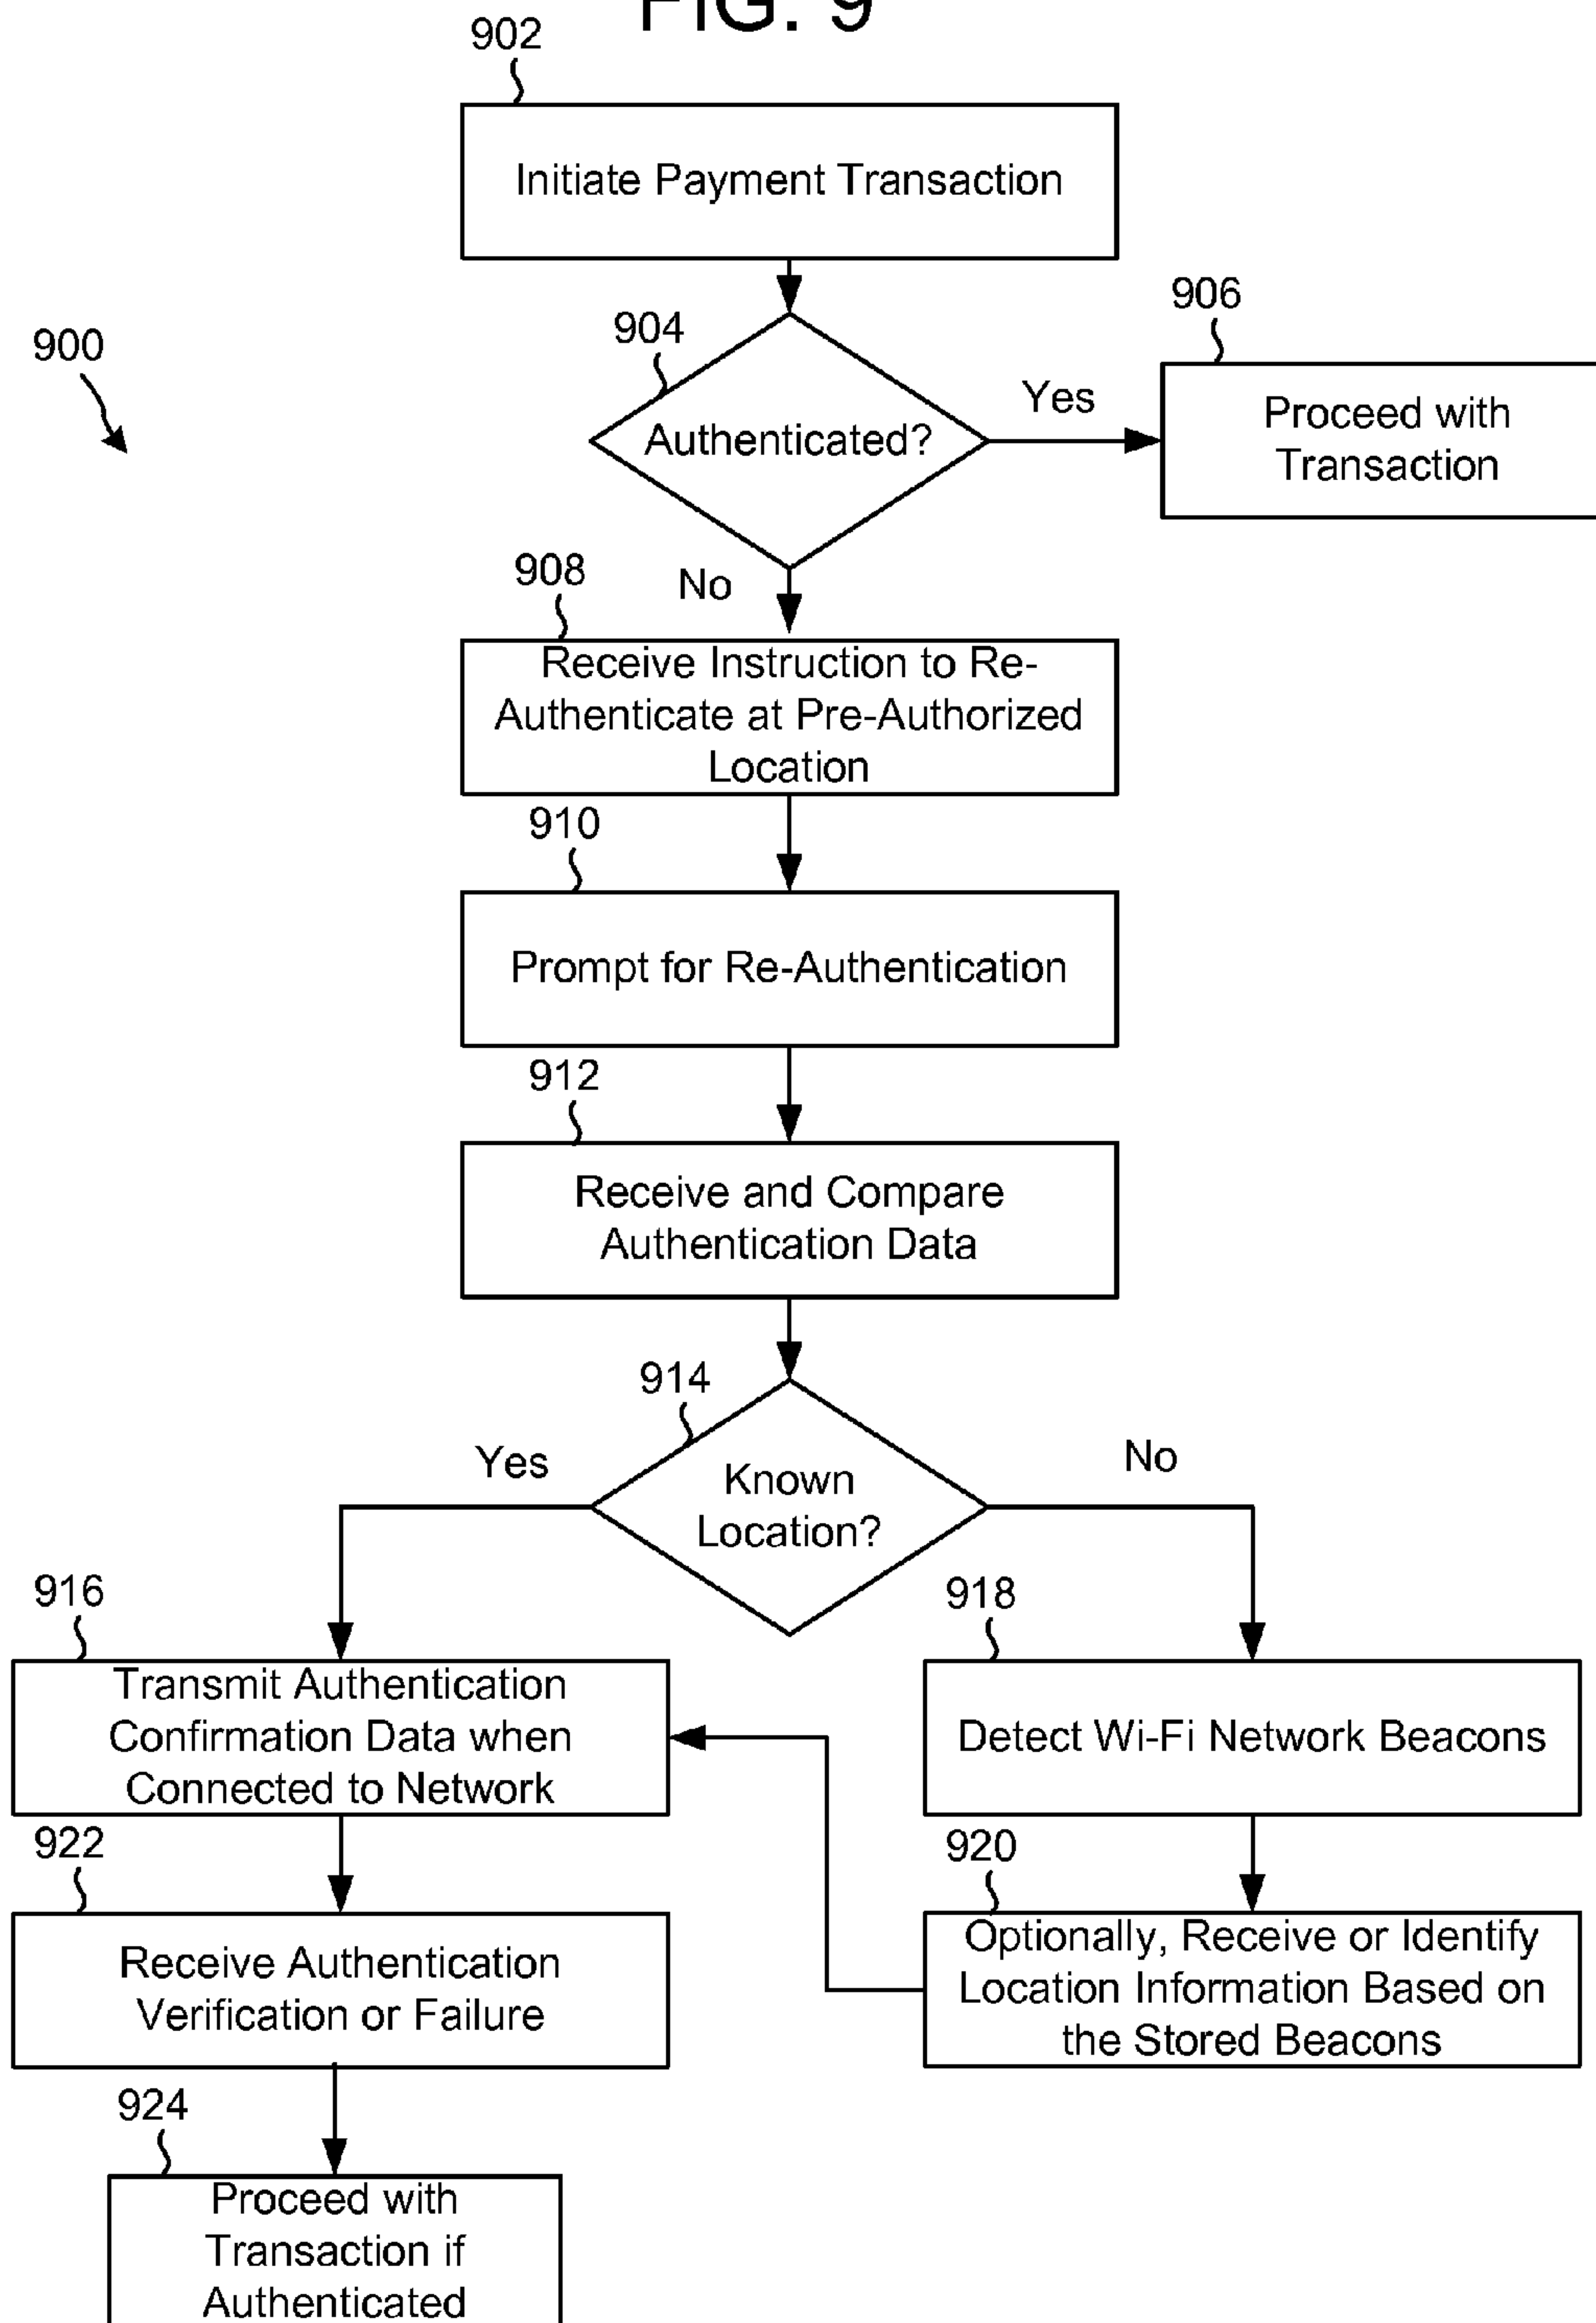 FIG. 9
902
Initiate Payment Transaction
900
904
Authenticated?
Yes
906
Proceed with
Transaction
No
908
Receive Instruction to Re-
Authenticate at Pre-Authorized
Location
910
Prompt for Re-Authentication
912
Receive and Compare
Authentication Data
914
Known
Location?
Yes
No
916
Transmit Authentication
Confirmation Data when
Connected to Network
918
Detect Wi-Fi Network Beacons
920
Optionally, Receive or Identify
Location Information Based on
the Stored Beacons
922
Receive Authentication
Verification or Failure
924
Proceed with
Transaction if
Authenticated